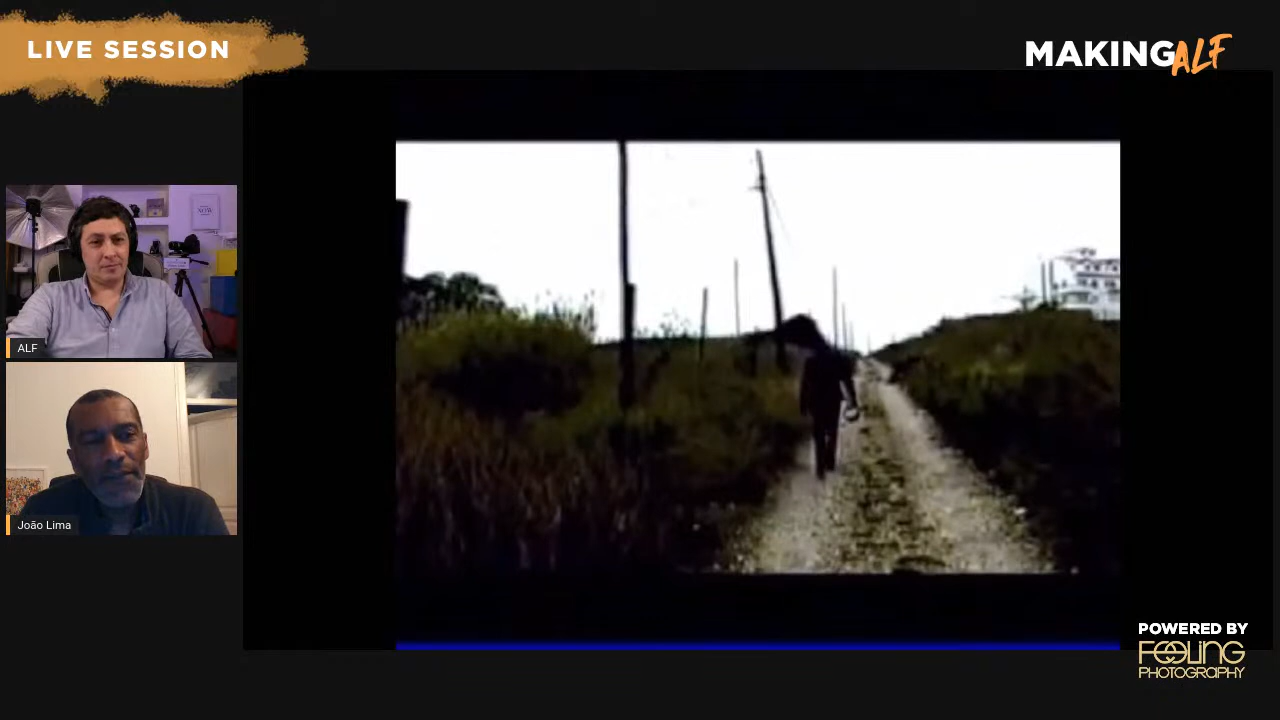 LIVE SESSION
MAKINGALF
ALF
João Lima
POWERED BY
FEELING
PHOTOGRAPHY